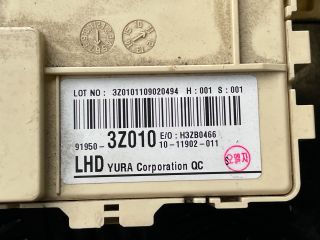 LOT NO : 3Z0101109020494 H : 001 S : 001
91950- 3Z010 E/O : H3ZB0466
10-11902-011
LHD YURA Corporation QC